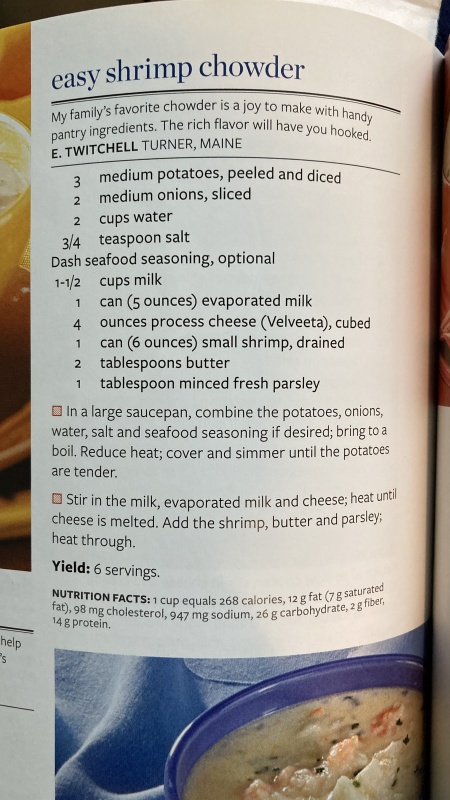 easy shrimp chowder
My family's favorite chowder is a joy to make with handy
pantry ingredients. The rich flavor will have you hooked.
E. TWITCHELL TURNER, MAINE
3 medium potatoes, peeled and diced
2 medium onions, sliced
2 cups water
3/4 teaspoon salt
Dash seafood seasoning, optional
1-1/2 cups milk
1 can (5 ounces) evaporated milk
4 ounces process cheese (Velveeta), cubed
1 can (6 ounces) small shrimp, drained
2 tablespoons butter
1 tablespoon minced fresh parsley
In a large saucepan, combine the potatoes, onions,
water, salt and seafood seasoning if desired; bring to a
boil. Reduce heat; cover and simmer until the potatoes
are tender.
Stir in the milk, evaporated milk and cheese; heat until
cheese is melted. Add the shrimp, butter and parsley;
heat through.
Yield: 6 servings.
NUTRITION FACTS: 1 cup equals 268 calories, 12 g fat (7 g saturated
fat), 98 mg cholesterol, 947 mg sodium, 26 g carbohydrate, 2 g fiber,
14 g protein.
help
's